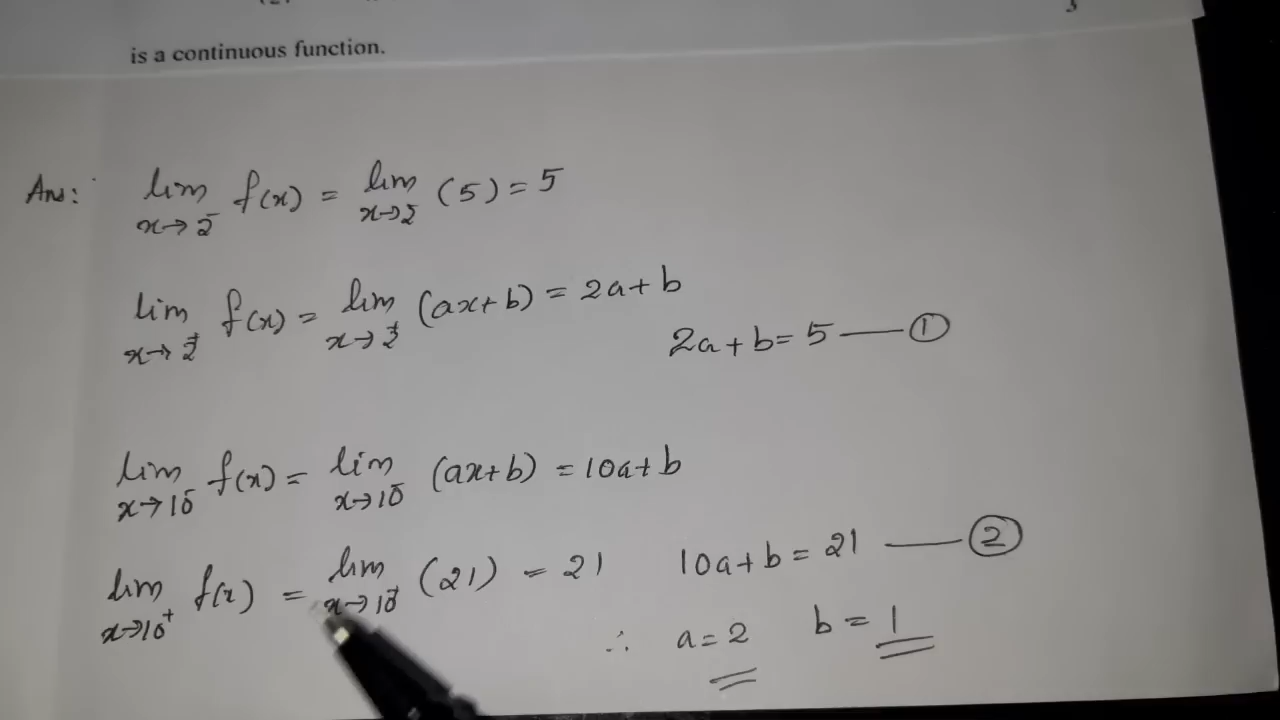 is a continuous function.
Ans: lim x→2⁻ f(x) = lim x→2⁻ (5) = 5
lim x→2⁺ f(x) = lim x→2⁺ (ax+b) = 2a+b
2a+b=5 — ①
lim x→10⁻ f(x) = lim x→10⁻ (ax+b) = 10a+b
lim x→10⁺ f(x) = lim x→10⁺ (21) = 21 10a+b=21 — ②
∴ a=2 b=1